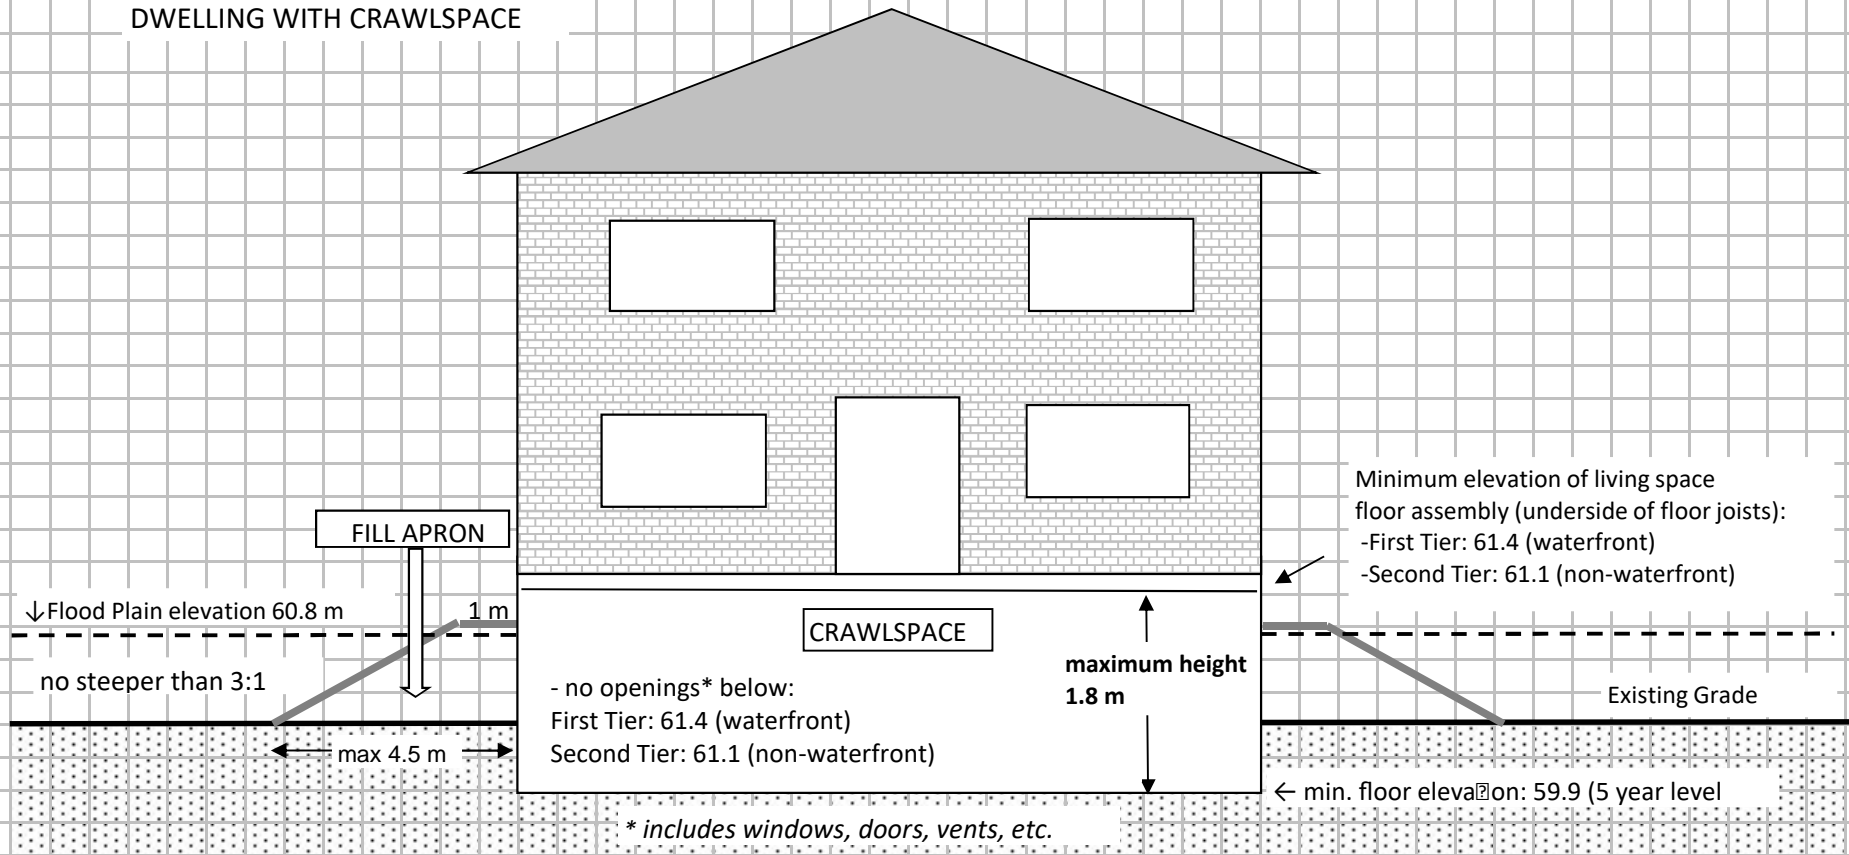 DWELLING WITH CRAWLSPACE
FILL APRON
↓Flood Plain elevation 60.8 m
1 m
no steeper than 3:1
max 4.5 m
CRAWLSPACE
- no openings* below:
First Tier: 61.4 (waterfront)
Second Tier: 61.1 (non-waterfront)
maximum height
1.8 m
* includes windows, doors, vents, etc.
Minimum elevation of living space
floor assembly (underside of floor joists):
-First Tier: 61.4 (waterfront)
-Second Tier: 61.1 (non-waterfront)
Existing Grade
← min. floor eleva⍰on: 59.9 (5 year level